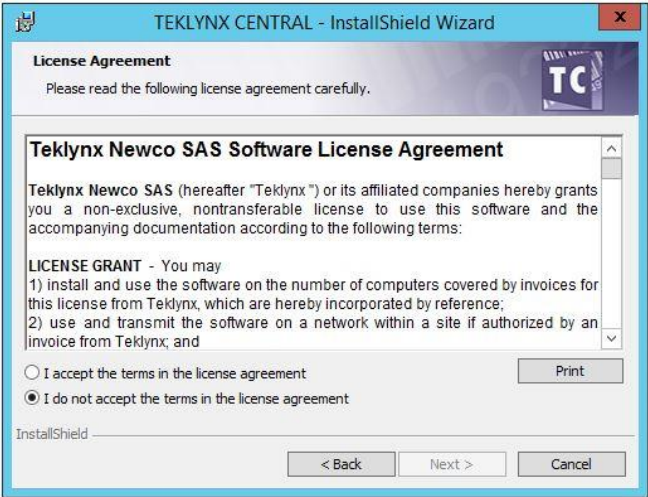 TEKLYNX CENTRAL - InstallShield Wizard
x
License Agreement
Please read the following license agreement carefully.
TC
Teklynx Newco SAS Software License Agreement
Teklynx Newco SAS (hereafter "Teklynx") or its affiliated companies hereby grants
you a non-exclusive, nontransferable license to use this software and the
accompanying documentation according to the following terms:
LICENSE GRANT - You may
1) install and use the software on the number of computers covered by invoices for
this license from Teklynx, which are hereby incorporated by reference;
2) use and transmit the software on a network within a site if authorized by an
invoice from Teklynx; and
I accept the terms in the license agreement
Print
I do not accept the terms in the license agreement
InstallShield
< Back
Next >
Cancel